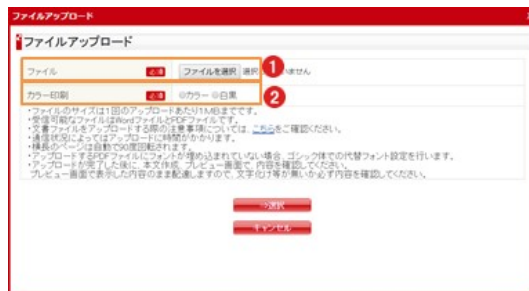 ファイルアップロード
ファイルアップロード
ファイル 必須 ファイルを選択 選択 いません
1
カラー印刷 必須 カラー 白黒
2
・ファイルのサイズは1回のアップロードあたり1MBまでです。
・受信可能なファイルはWordファイルとPDFファイルです。
・文書ファイルをアップロードする際の注意事項については、こちらをご確認ください。
・通信状況によってはアップロードに時間がかかります。
・横長のページは自動で90度回転されます。
・アップロードするPDFファイルにフォントが埋め込まれていない場合、ゴシック体での代替フォント設定を行います。
・アップロードが完了した後に、本文作成、プレビュー画面で、内容を確認してください。
プレビュー画面で表示した内容のまま配達しますので、文字化け等が無いか必ず内容を確認してください。
⇒選択
キャンセル